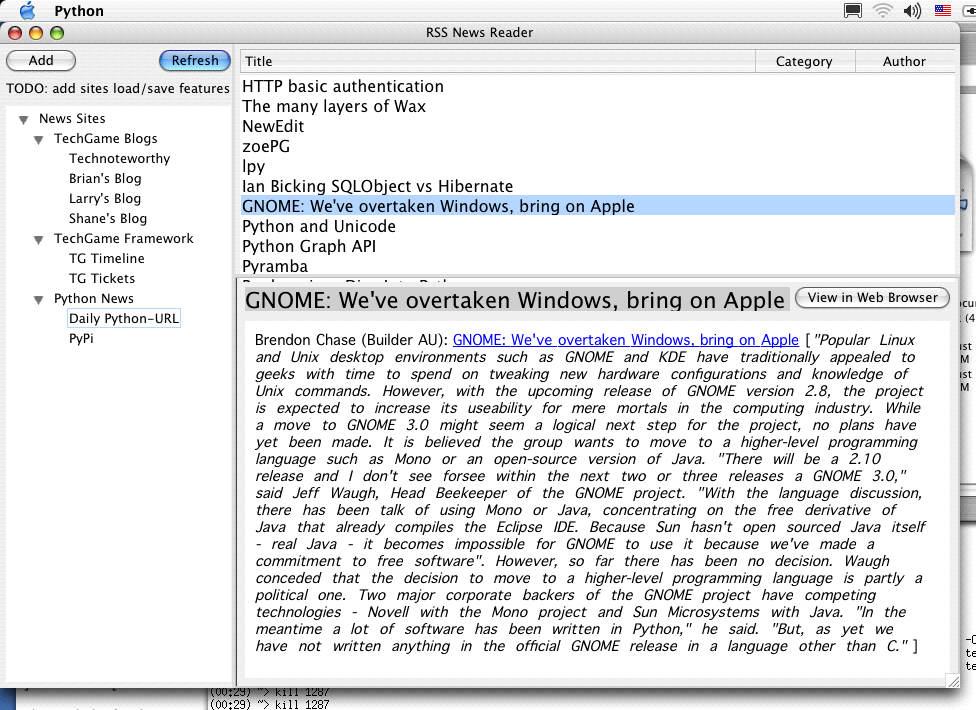 Python
RSS News Reader
Add
Refresh
TODO: add sites load/save features
News Sites
TechGame Blogs
Technoteworthy
Brian's Blog
Larry's Blog
Shane's Blog
TechGame Framework
TG Timeline
TG Tickets
Python News
Daily Python-URL
PyPi
Title Category Author
HTTP basic authentication
The many layers of Wax
NewEdit
zoePG
Ipy
Ian Bicking SQLObject vs Hibernate
GNOME: We've overtaken Windows, bring on Apple
Python and Unicode
Python Graph API
Pyramba
GNOME: We've overtaken Windows, bring on Apple
View in Web Browser
Brendon Chase (Builder AU): GNOME: We've overtaken Windows, bring on Apple ["Popular Linux
and Unix desktop environments such as GNOME and KDE have traditionally appealed to
geeks with time to spend on tweaking new hardware configurations and knowledge of
Unix commands. However, with the upcoming release of GNOME version 2.8, the project
is expected to increase its useability for mere mortals in the computing industry. While
a move to GNOME 3.0 might seem a logical next step for the project, no plans have
yet been made. It is believed the group wants to move to a higher-level programming
language such as Mono or an open-source version of Java. "There will be a 2.10
release and I don't see forsee within the next two or three releases a GNOME 3.0,"
said Jeff Waugh, Head Beekeeper of the GNOME project. "With the language discussion,
there has been talk of using Mono or Java, concentrating on the free derivative of
Java that already compiles the Eclipse IDE. Because Sun hasn't open sourced Java itself
- real Java - it becomes impossible for GNOME to use it because we've made a
commitment to free software". However, so far there has been no decision. Waugh
conceded that the decision to move to a higher-level programming language is partly a
political one. Two major corporate backers of the GNOME project have competing
technologies - Novell with the Mono project and Sun Microsystems with Java. "In the
meantime a lot of software has been written in Python," he said. "But, as yet we
have not written anything in the official GNOME release in a language other than C." ]
(00:29) ~> kill 1287
(00:29) ~> kill 1287